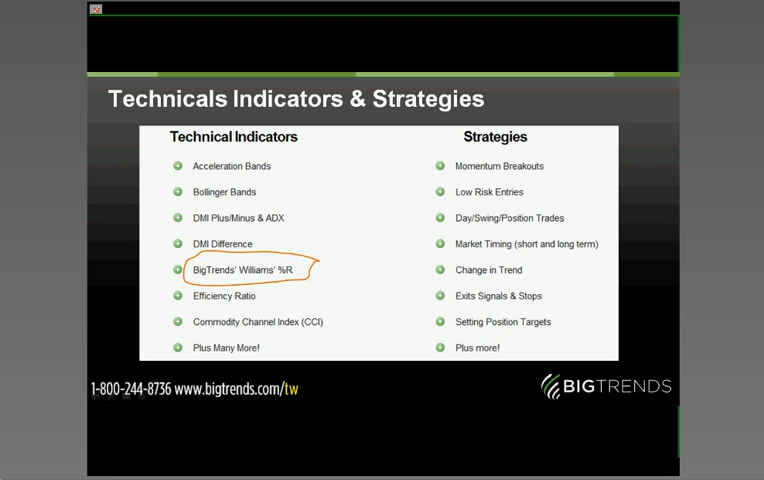 Technicals Indicators & Strategies
Technical Indicators
Acceleration Bands
Bollinger Bands
DMI Plus/Minus & ADX
DMI Difference
BigTrends' Williams' %R
Efficiency Ratio
Commodity Channel Index (CCI)
Plus Many More!
Strategies
Momentum Breakouts
Low Risk Entries
Day/Swing/Position Trades
Market Timing (short and long term)
Change in Trend
Exits Signals & Stops
Setting Position Targets
Plus more!
1-800-244-8736 www.bigtrends.com/tw
BIGTRENDS